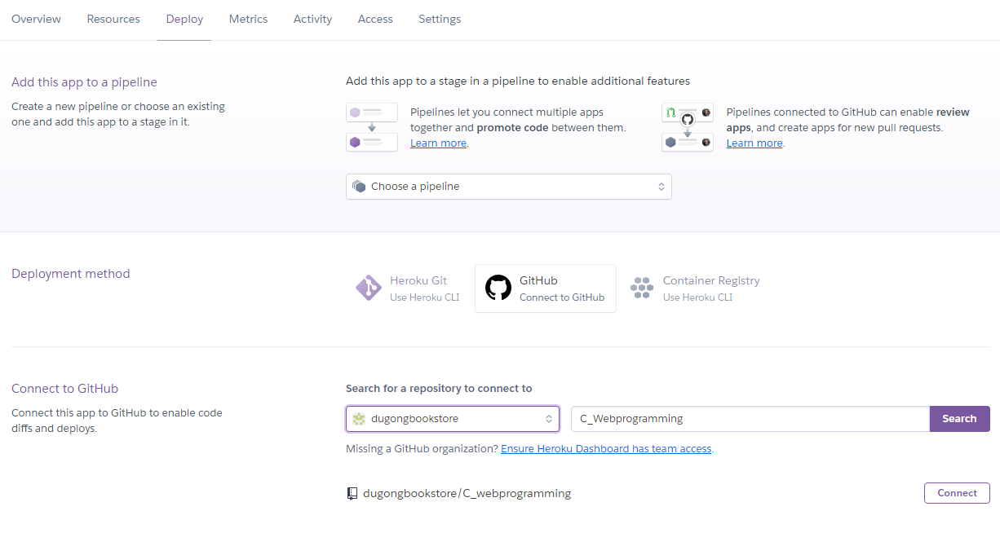 Overview Resources Deploy Metrics Activity Access Settings
Add this app to a pipeline
Create a new pipeline or choose an existing
one and add this app to a stage in it.
Add this app to a stage in a pipeline to enable additional features
Pipelines let you connect multiple apps
together and promote code between them.
Learn more.
Pipelines connected to GitHub can enable review
apps, and create apps for new pull requests.
Learn more.
Choose a pipeline
Deployment method
Heroku Git
Use Heroku CLI
GitHub
Connect to GitHub
Container Registry
Use Heroku CLI
Connect to GitHub
Connect this app to GitHub to enable code
diffs and deploys.
Search for a repository to connect to
dugongbookstore
C_Webprogramming
Search
Missing a GitHub organization? Ensure Heroku Dashboard has team access.
dugongbookstore/C_webprogramming
Connect